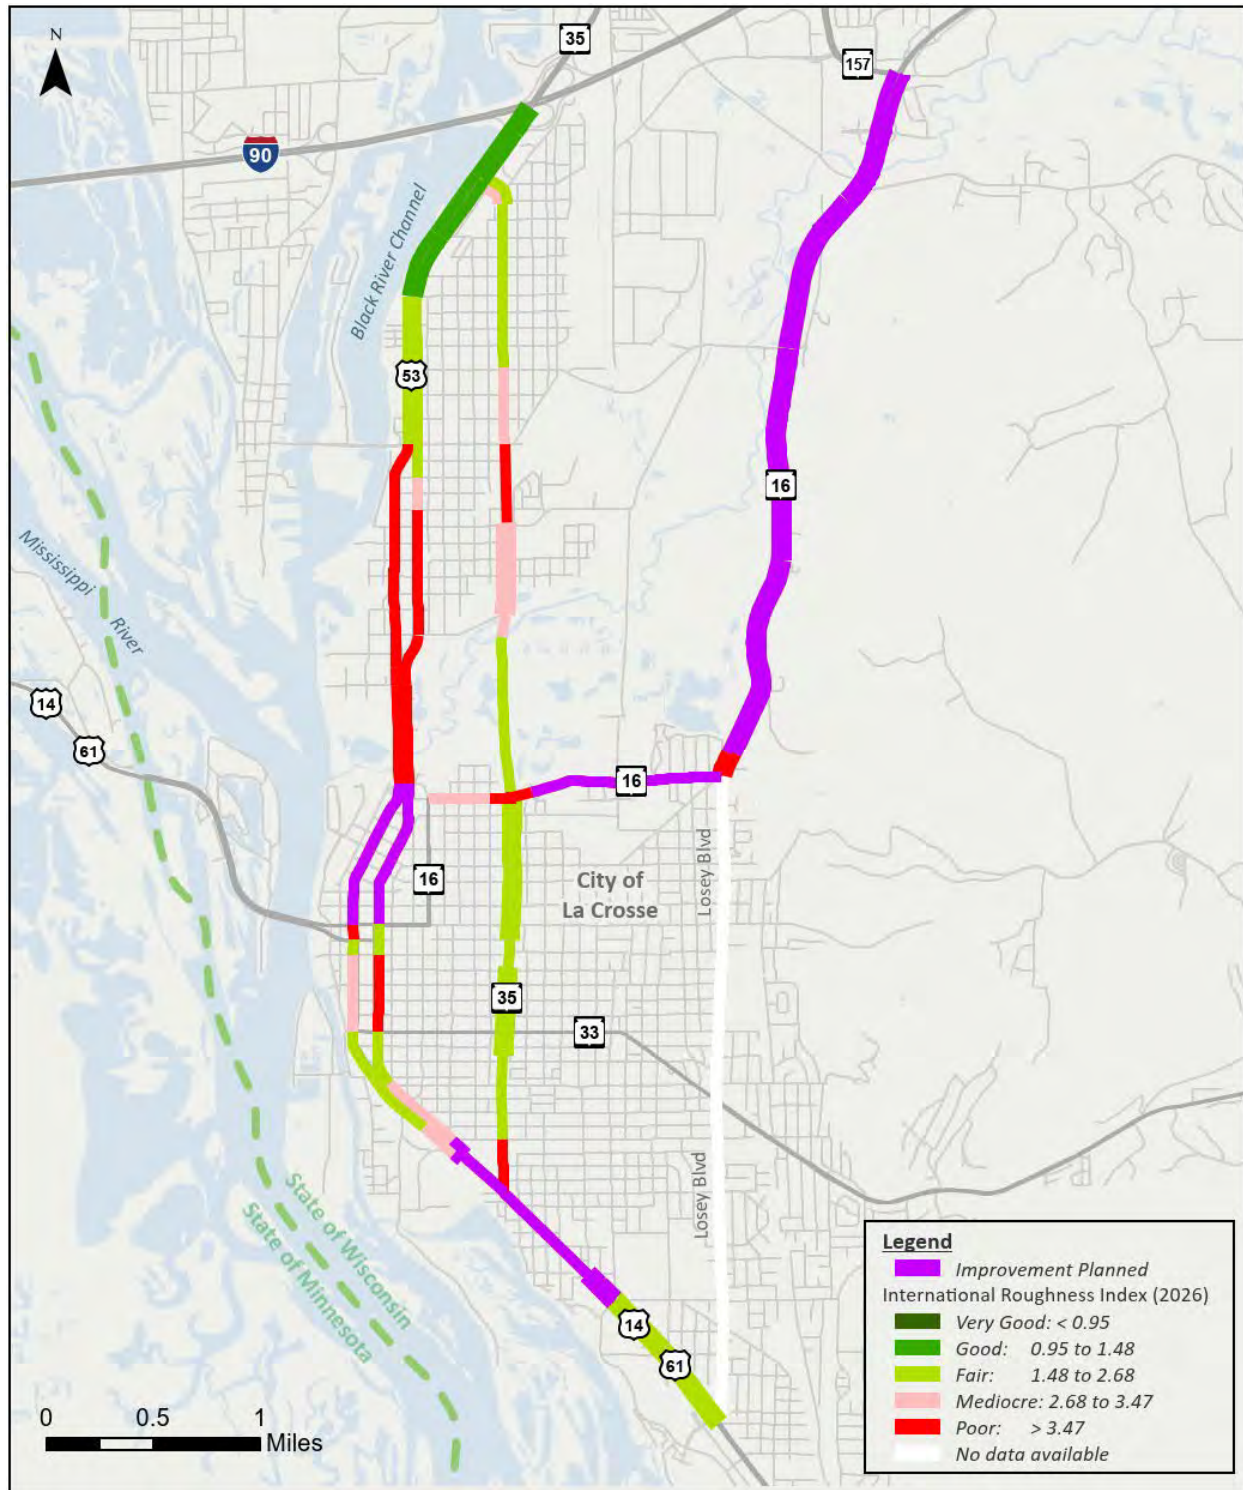 N
35
157
90
Black River Channel
53
16
Mississippi
River
14
61
16
Losey Blvd
16
City of
La Crosse
35
33
Losey Blvd
State of Wisconsin
State of Minnesota
14
61
0 0.5 1
Miles
Legend
Improvement Planned
International Roughness Index (2026)
Very Good: < 0.95
Good: 0.95 to 1.48
Fair: 1.48 to 2.68
Mediocre: 2.68 to 3.47
Poor: > 3.47
No data available